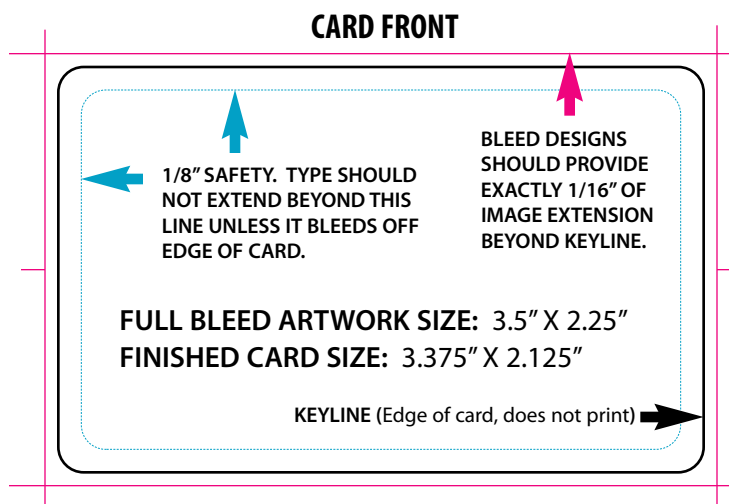 CARD FRONT
1/8” SAFETY.  TYPE SHOULD
NOT EXTEND BEYOND THIS
LINE UNLESS IT BLEEDS OFF
EDGE OF CARD.
BLEED DESIGNS
SHOULD PROVIDE
EXACTLY 1/16” OF
IMAGE EXTENSION
BEYOND KEYLINE.
FULL BLEED ARTWORK SIZE:  3.5” X 2.25”
FINISHED CARD SIZE:  3.375” X 2.125”
KEYLINE (Edge of card, does not print)